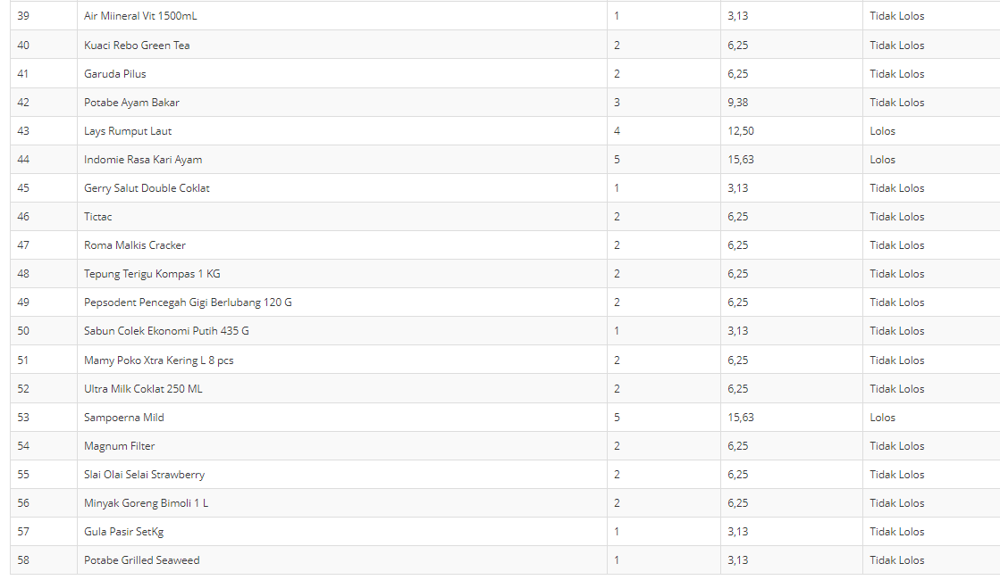 39 Air Miineral Vit 1500mL 1 3,13 Tidak Lolos
40 Kuaci Rebo Green Tea 2 6,25 Tidak Lolos
41 Garuda Pilus 2 6,25 Tidak Lolos
42 Potabe Ayam Bakar 3 9,38 Tidak Lolos
43 Lays Rumput Laut 4 12,50 Lolos
44 Indomie Rasa Kari Ayam 5 15,63 Lolos
45 Gerry Salut Double Coklat 1 3,13 Tidak Lolos
46 Tictac 2 6,25 Tidak Lolos
47 Roma Malkis Cracker 2 6,25 Tidak Lolos
48 Tepung Terigu Kompas 1 KG 2 6,25 Tidak Lolos
49 Pepsodent Pencegah Gigi Berlubang 120 G 2 6,25 Tidak Lolos
50 Sabun Colek Ekonomi Putih 435 G 1 3,13 Tidak Lolos
51 Mamy Poko Xtra Kering L 8 pcs 2 6,25 Tidak Lolos
52 Ultra Milk Coklat 250 ML 2 6,25 Tidak Lolos
53 Sampoerna Mild 5 15,63 Lolos
54 Magnum Filter 2 6,25 Tidak Lolos
55 Slai Olai Selai Strawberry 2 6,25 Tidak Lolos
56 Minyak Goreng Bimoli 1 L 2 6,25 Tidak Lolos
57 Gula Pasir SetKg 1 3,13 Tidak Lolos
58 Potabe Grilled Seaweed 1 3,13 Tidak Lolos